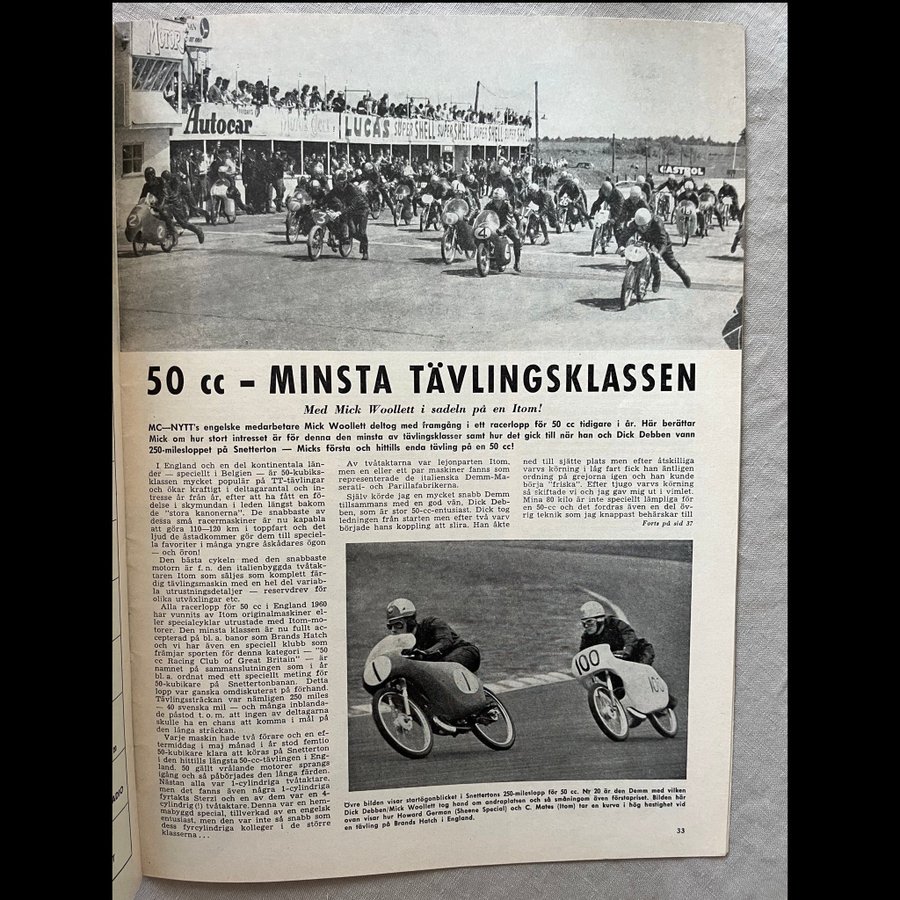 MOTOR
Autocar
LUCAS SUPER SHELL SUPER SHELL SUPER SHELL
CASTROL
3
4
50 cc – MINSTA TÄVLINGSKLASSEN
Med Mick Woollett i sadeln på en Itom!
MC—NYTT's engelske medarbetare Mick Woollett deltog med framgång i ett racerlopp för 50 cc tidigare i år. Här berättar
Mick om hur stort intresset är för denna den minsta av tävlingsklasser samt hur det gick till när han och Dick Debben vann
250-milesloppet på Snetterton — Micks första och hittills enda tävling på en 50 cc!
I England och en del kontinentala län-
der — speciellt i Belgien — är 50-kubiks-
klassen mycket populär på TT-tävlingar
och ökar kraftigt i deltagarantal och in-
tresse år från år, efter att ha fått en fö-
delse i skymundan i leden längst bakom
de "stora kanonerna". De snabbaste av
dessa små racermaskiner är nu kapabla
att göra 110—120 km i toppfart och det
ljud de åstadkommer gör dem till speciel-
la favoriter i många yngre åskådares ögon
— och öron!
Den bästa cykeln med den snabbaste
motorn är f. n. den italienbyggda tvåtak-
taren Itom som säljes som komplett fär-
dig tävlingsmaskin med en hel del variab-
la utrustningsdetaljer — reservdrev för
olika utväxlingar etc.
Alla racerlopp för 50 cc i England 1960
har vunnits av Itom originalmaskiner el-
ler specialcyklar utrustade med Itom-mo-
torer. Den minsta klassen är nu fullt ac-
cepterad på bl. a. banor som Brands Hatch
och vi har även en speciell klubb som
främjar sporten för denna kategori — "50
cc Racing Club of Great Britain" — är
namnet på sammanslutningen som i år
bl. a. ordnat med ett speciellt meting för
50-kubikare på Snettertonbanan. Detta
lopp var ganska omdiskuterat på förhand.
Tävlingssträckan var nämligen 250 miles
— 40 svenska mil — och många inblanda-
de påstod t. o. m. att ingen av deltagarna
skulle ha en chans att komma i mål på
den långa sträckan.
Varje maskin hade två förare och en ef-
termiddag i maj månad i år stod femtio
50-kubikare klara att köras på Snetterton
i den hittills längsta 50-cc-tävlingen i Eng-
land. 50 gällt vrålande motorer sprangs
igång och så påbörjades den långa färden.
Nästan alla var 1-cylindriga tvåtaktare,
men det fanns även några 1-cylindriga
fyrtakts Sterzi och en av dem var en 4-
cylindrig (!) tvåtaktare. Denna var en hem-
mabyggd special, tillverkad av en engelsk
entusiast, men den var inte så snabb som
dess fyrcylindriga kolleger i de större
klasserna . . .
Av tvåtaktarna var lejonparten Itom,
men en eller ett par maskiner fanns som
representerade de italienska Demm-Ma-
serati- och Parillafabrikerna.
Själv körde jag en mycket snabb Demm
tillsammans med en god vän, Dick Deb-
ben, som är stor 50-cc-entusiast. Dick tog
ledningen från starten men efter två varv
började hans koppling att slira. Han åkte
ned till sjätte plats men efter åtskilliga
varvs körning i låg fart fick han äntligen
ordning på grejorna igen och han kunde
börja "friska". Efter tjugo varvs körning
så skiftade vi och jag gav mig ut i vimlet.
Mina 80 kilo är inte speciellt lämpliga för
en 50-cc och det fordras även en del öv-
rig teknik som jag knappast behärskar till
Forts på sid 37
1
1
100
100
Övre bilden visar startögonblicket i Snettertons 250-mileslopp för 50 cc. Nr 20 är den Demm med vilken
Dick Debbon/Mick Woollett tog hand om andraplatsen och så småningom även förstapriset. Bilden här
ovan visar hur Howard German (Sheene Special) och C. Mates (Itom) tar en kurva i hög hastighet vid
en tävling på Brands Hatch i England.
33